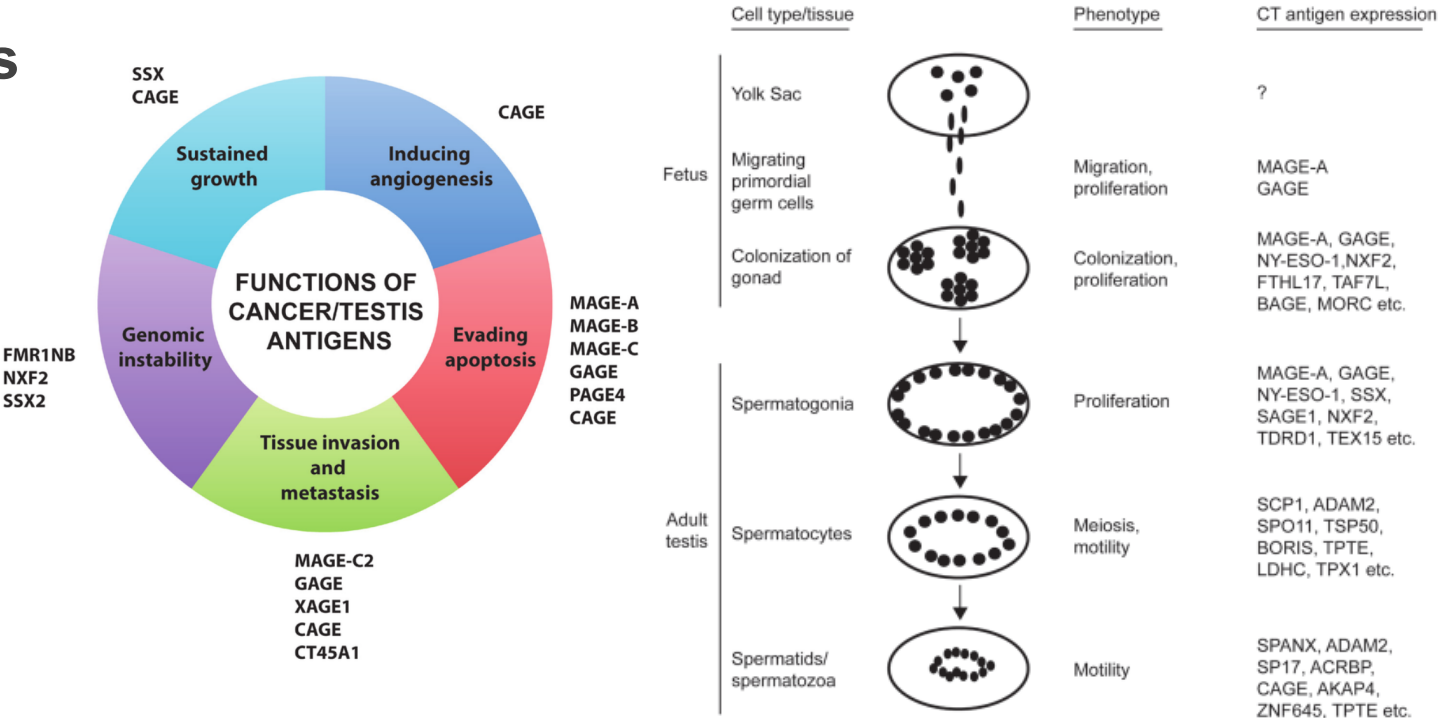 s
SSX
CAGE
CAGE
Sustained
growth
Inducing
angiogenesis
FUNCTIONS OF
CANCER/TESTIS
ANTIGENS
Genomic
instability
Evading
apoptosis
MAGE-A
MAGE-B
MAGE-C
GAGE
PAGE4
CAGE
FMR1NB
NXF2
SSX2
Tissue invasion
and
metastasis
MAGE-C2
GAGE
XAGE1
CAGE
CT45A1
Cell type/tissue
Phenotype
CT antigen expression
Fetus
Yolk Sac
?
Migrating
primordial
germ cells
Migration,
proliferation
MAGE-A
GAGE
Colonization of
gonad
Colonization,
proliferation
MAGE-A, GAGE,
NY-ESO-1,NXF2,
FTHL17, TAF7L,
BAGE, MORC etc.
Adult
testis
Spermatogonia
Proliferation
MAGE-A, GAGE,
NY-ESO-1, SSX,
SAGE1, NXF2,
TDRD1, TEX15 etc.
Spermatocytes
Meiosis,
motility
SCP1, ADAM2,
SPO11, TSP50,
BORIS, TPTE,
LDHC, TPX1 etc.
Spermatids/
spermatozoa
Motility
SPANX, ADAM2,
SP17, ACRBP,
CAGE, AKAP4,
ZNF645, TPTE etc.